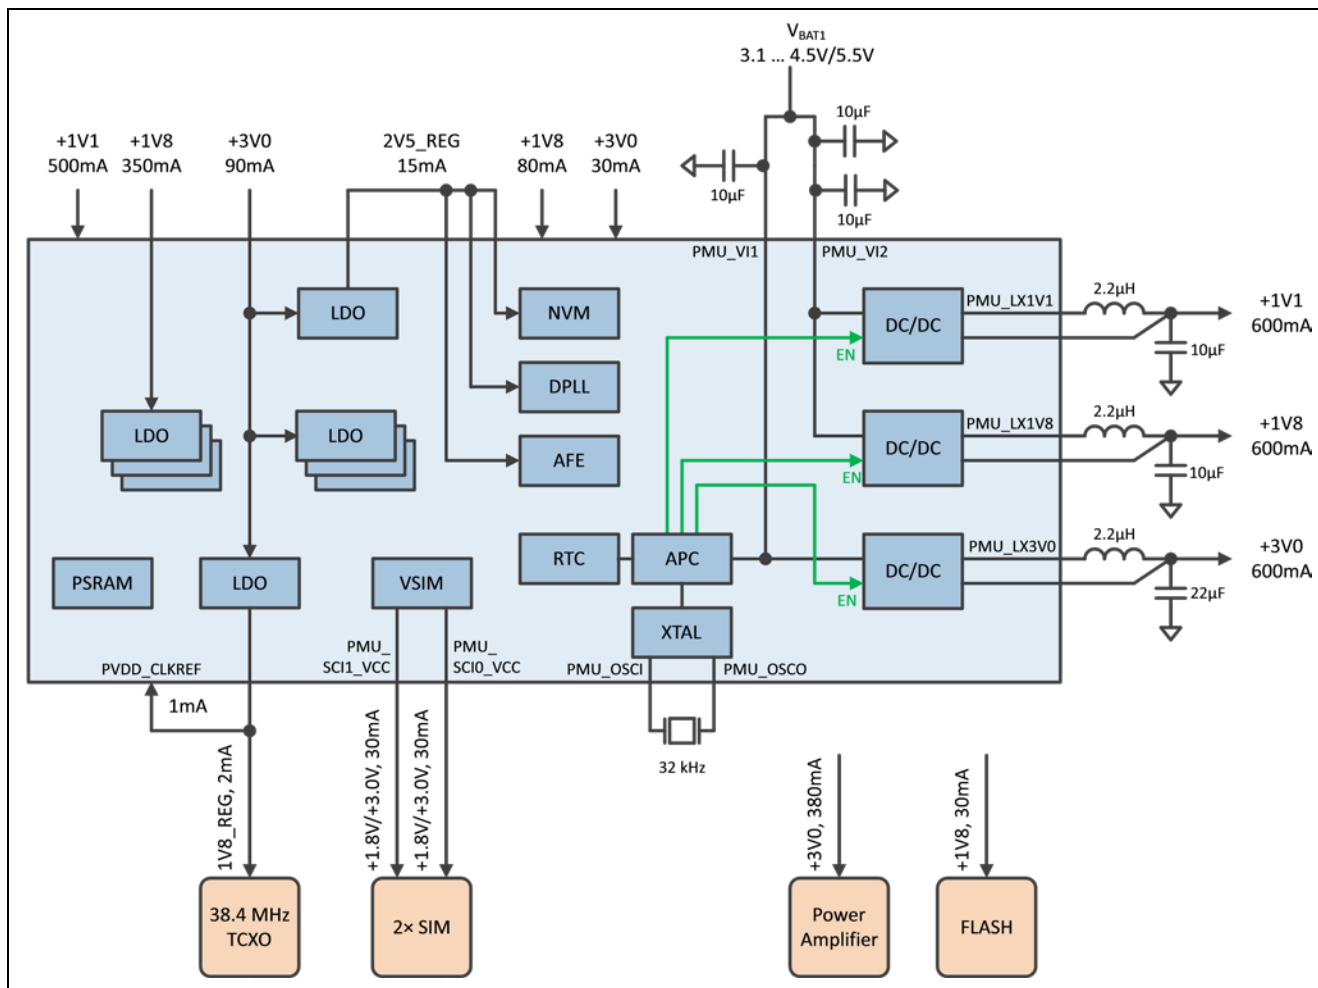 VBAT1
3.1 ... 4.5V/5.5V
10µF
10µF
10µF
+1V1
500mA
+1V8
350mA
+3V0
90mA
2V5_REG
15mA
+1V8
80mA
+3V0
30mA
PMU_VI1
PMU_VI2
LDO
NVM
DC/DC
PMU_LX1V1
2.2µH
+1V1
600mA
EN
10µF
DPLL
LDO
LDO
AFE
DC/DC
PMU_LX1V8
2.2µH
+1V8
600mA
EN
10µF
PSRAM
LDO
VSIM
RTC
APC
DC/DC
PMU_LX3V0
2.2µH
+3V0
600mA
EN
22µF
XTAL
PVDD_CLKREF
PMU_
SCI1_VCC
PMU_
SCI0_VCC
PMU_OSCI
PMU_OSCO
1mA
32 kHz
1V8_REG, 2mA
+1.8V/+3.0V, 30mA
+1.8V/+3.0V, 30mA
+3V0, 380mA
+1V8, 30mA
38.4 MHz
TCXO
2× SIM
Power
Amplifier
FLASH